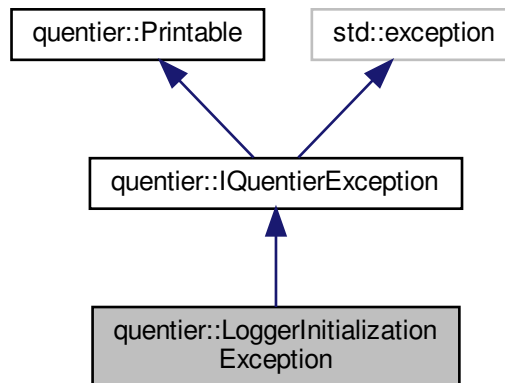 quentier::Printable
std::exception
quentier::IQuentierException
quentier::LoggerInitialization
Exception